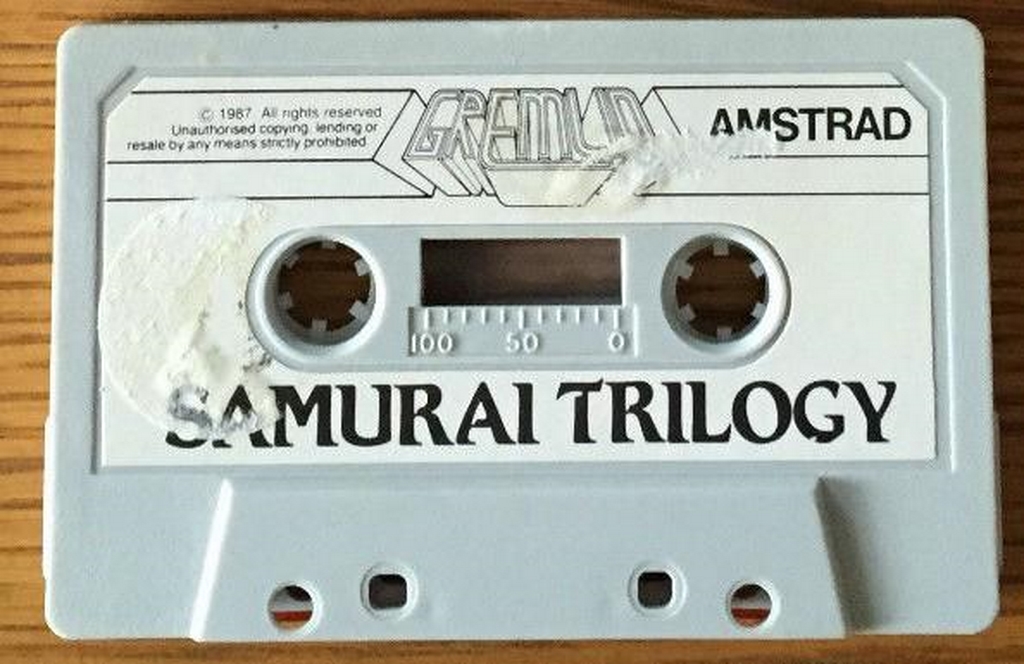 © 1987. All rights reserved
Unauthorised copying, lending or
resale by any means strictly prohibited
GREMLIN
AMSTRAD
100 50 0
SAMURAI TRILOGY